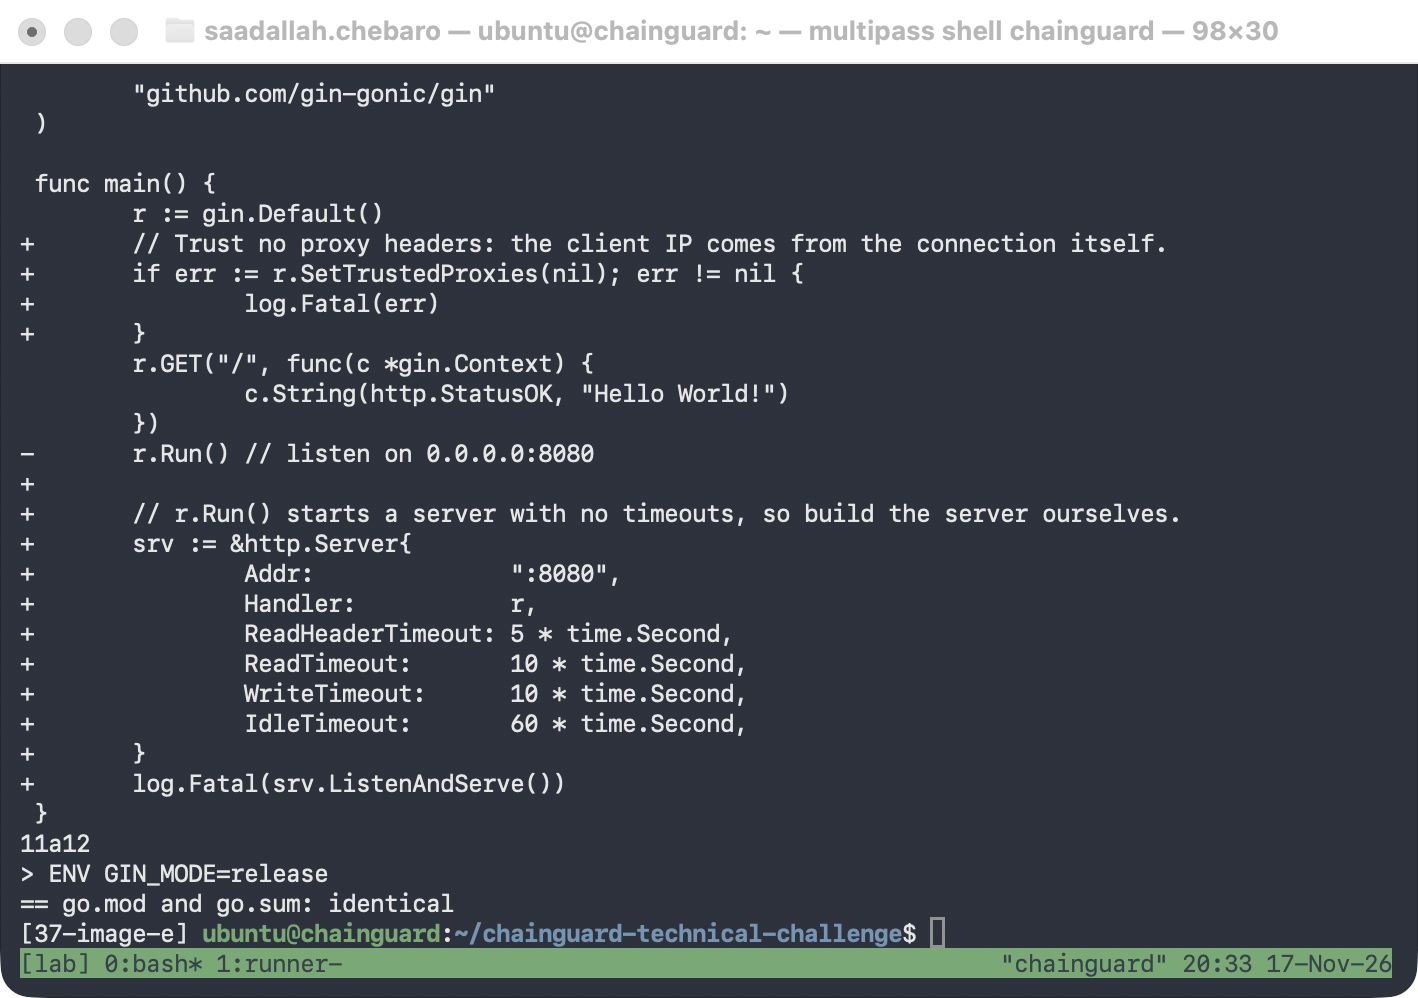 saadallah.chebaro — ubuntu@chainguard: ~ — multipass shell chainguard — 98×30
        "github.com/gin-gonic/gin"
 )

 func main() {
        r := gin.Default()
+       // Trust no proxy headers: the client IP comes from the connection itself.
+       if err := r.SetTrustedProxies(nil); err != nil {
+               log.Fatal(err)
+       }
        r.GET("/", func(c *gin.Context) {
                c.String(http.StatusOK, "Hello World!")
        })
-       r.Run() // listen on 0.0.0.0:8080
+
+       // r.Run() starts a server with no timeouts, so build the server ourselves.
+       srv := &http.Server{
+               Addr:              ":8080",
+               Handler:           r,
+               ReadHeaderTimeout: 5 * time.Second,
+               ReadTimeout:       10 * time.Second,
+               WriteTimeout:      10 * time.Second,
+               IdleTimeout:       60 * time.Second,
+       }
+       log.Fatal(srv.ListenAndServe())
 }
11a12
> ENV GIN_MODE=release
== go.mod and go.sum: identical
[37-image-e] ubuntu@chainguard:~/chainguard-technical-challenge$
[lab] 0:bash* 1:runner- "chainguard" 20:33 17-Nov-26